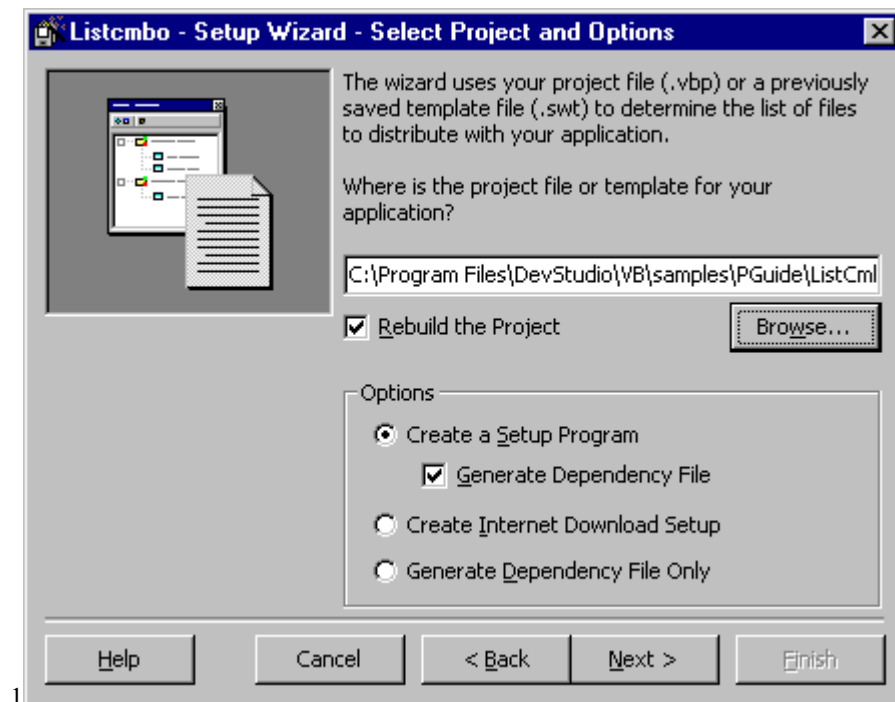 Listcmbo - Setup Wizard - Select Project and Options
The wizard uses your project file (.vbp) or a previously
saved template file (.swt) to determine the list of files
to distribute with your application.
Where is the project file or template for your
application?
C:\Program Files\DevStudio\VB\samples\PGuide\ListCml
Rebuild the Project
Browse...
Options
Create a Setup Program
Generate Dependency File
Create Internet Download Setup
Generate Dependency File Only
Help Cancel < Back Next > Finish
1